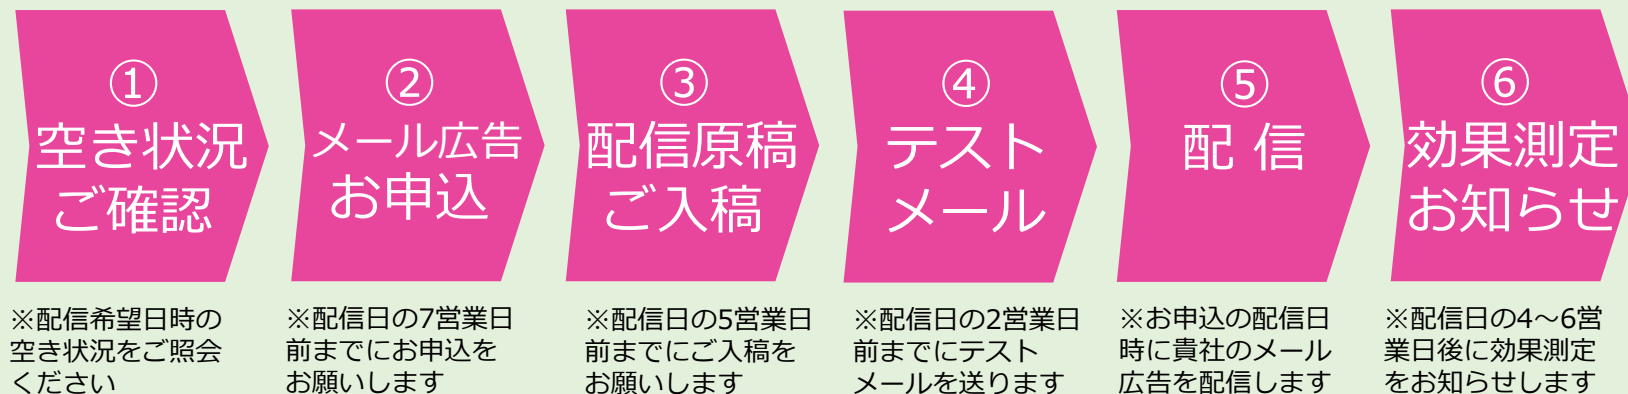 ①
空き状況
ご確認
※配信希望日時の
空き状況をご照会
ください
②
メール広告
お申込
※配信日の7営業日
前までにお申込を
お願いします
③
配信原稿
ご入稿
※配信日の5営業日
前までにご入稿を
お願いします
④
テスト
メール
※配信日の2営業日
前までにテスト
メールを送ります
⑤
配 信
※お申込の配信日
時に貴社のメール
広告を配信します
⑥
効果測定
お知らせ
※配信日の4～6営
業日後に効果測定
をお知らせします